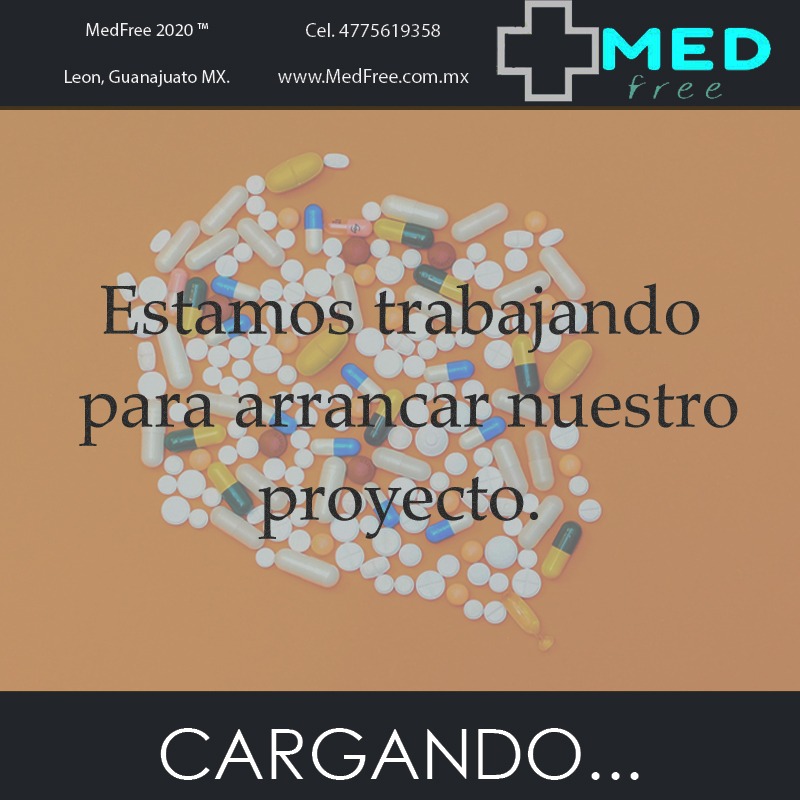 MedFree 2020 ™
Cel. 4775619358
Leon, Guanajuato MX.
www.MedFree.com.mx
MED
free
Estamos trabajando
para arrancar nuestro
proyecto.
CARGANDO...